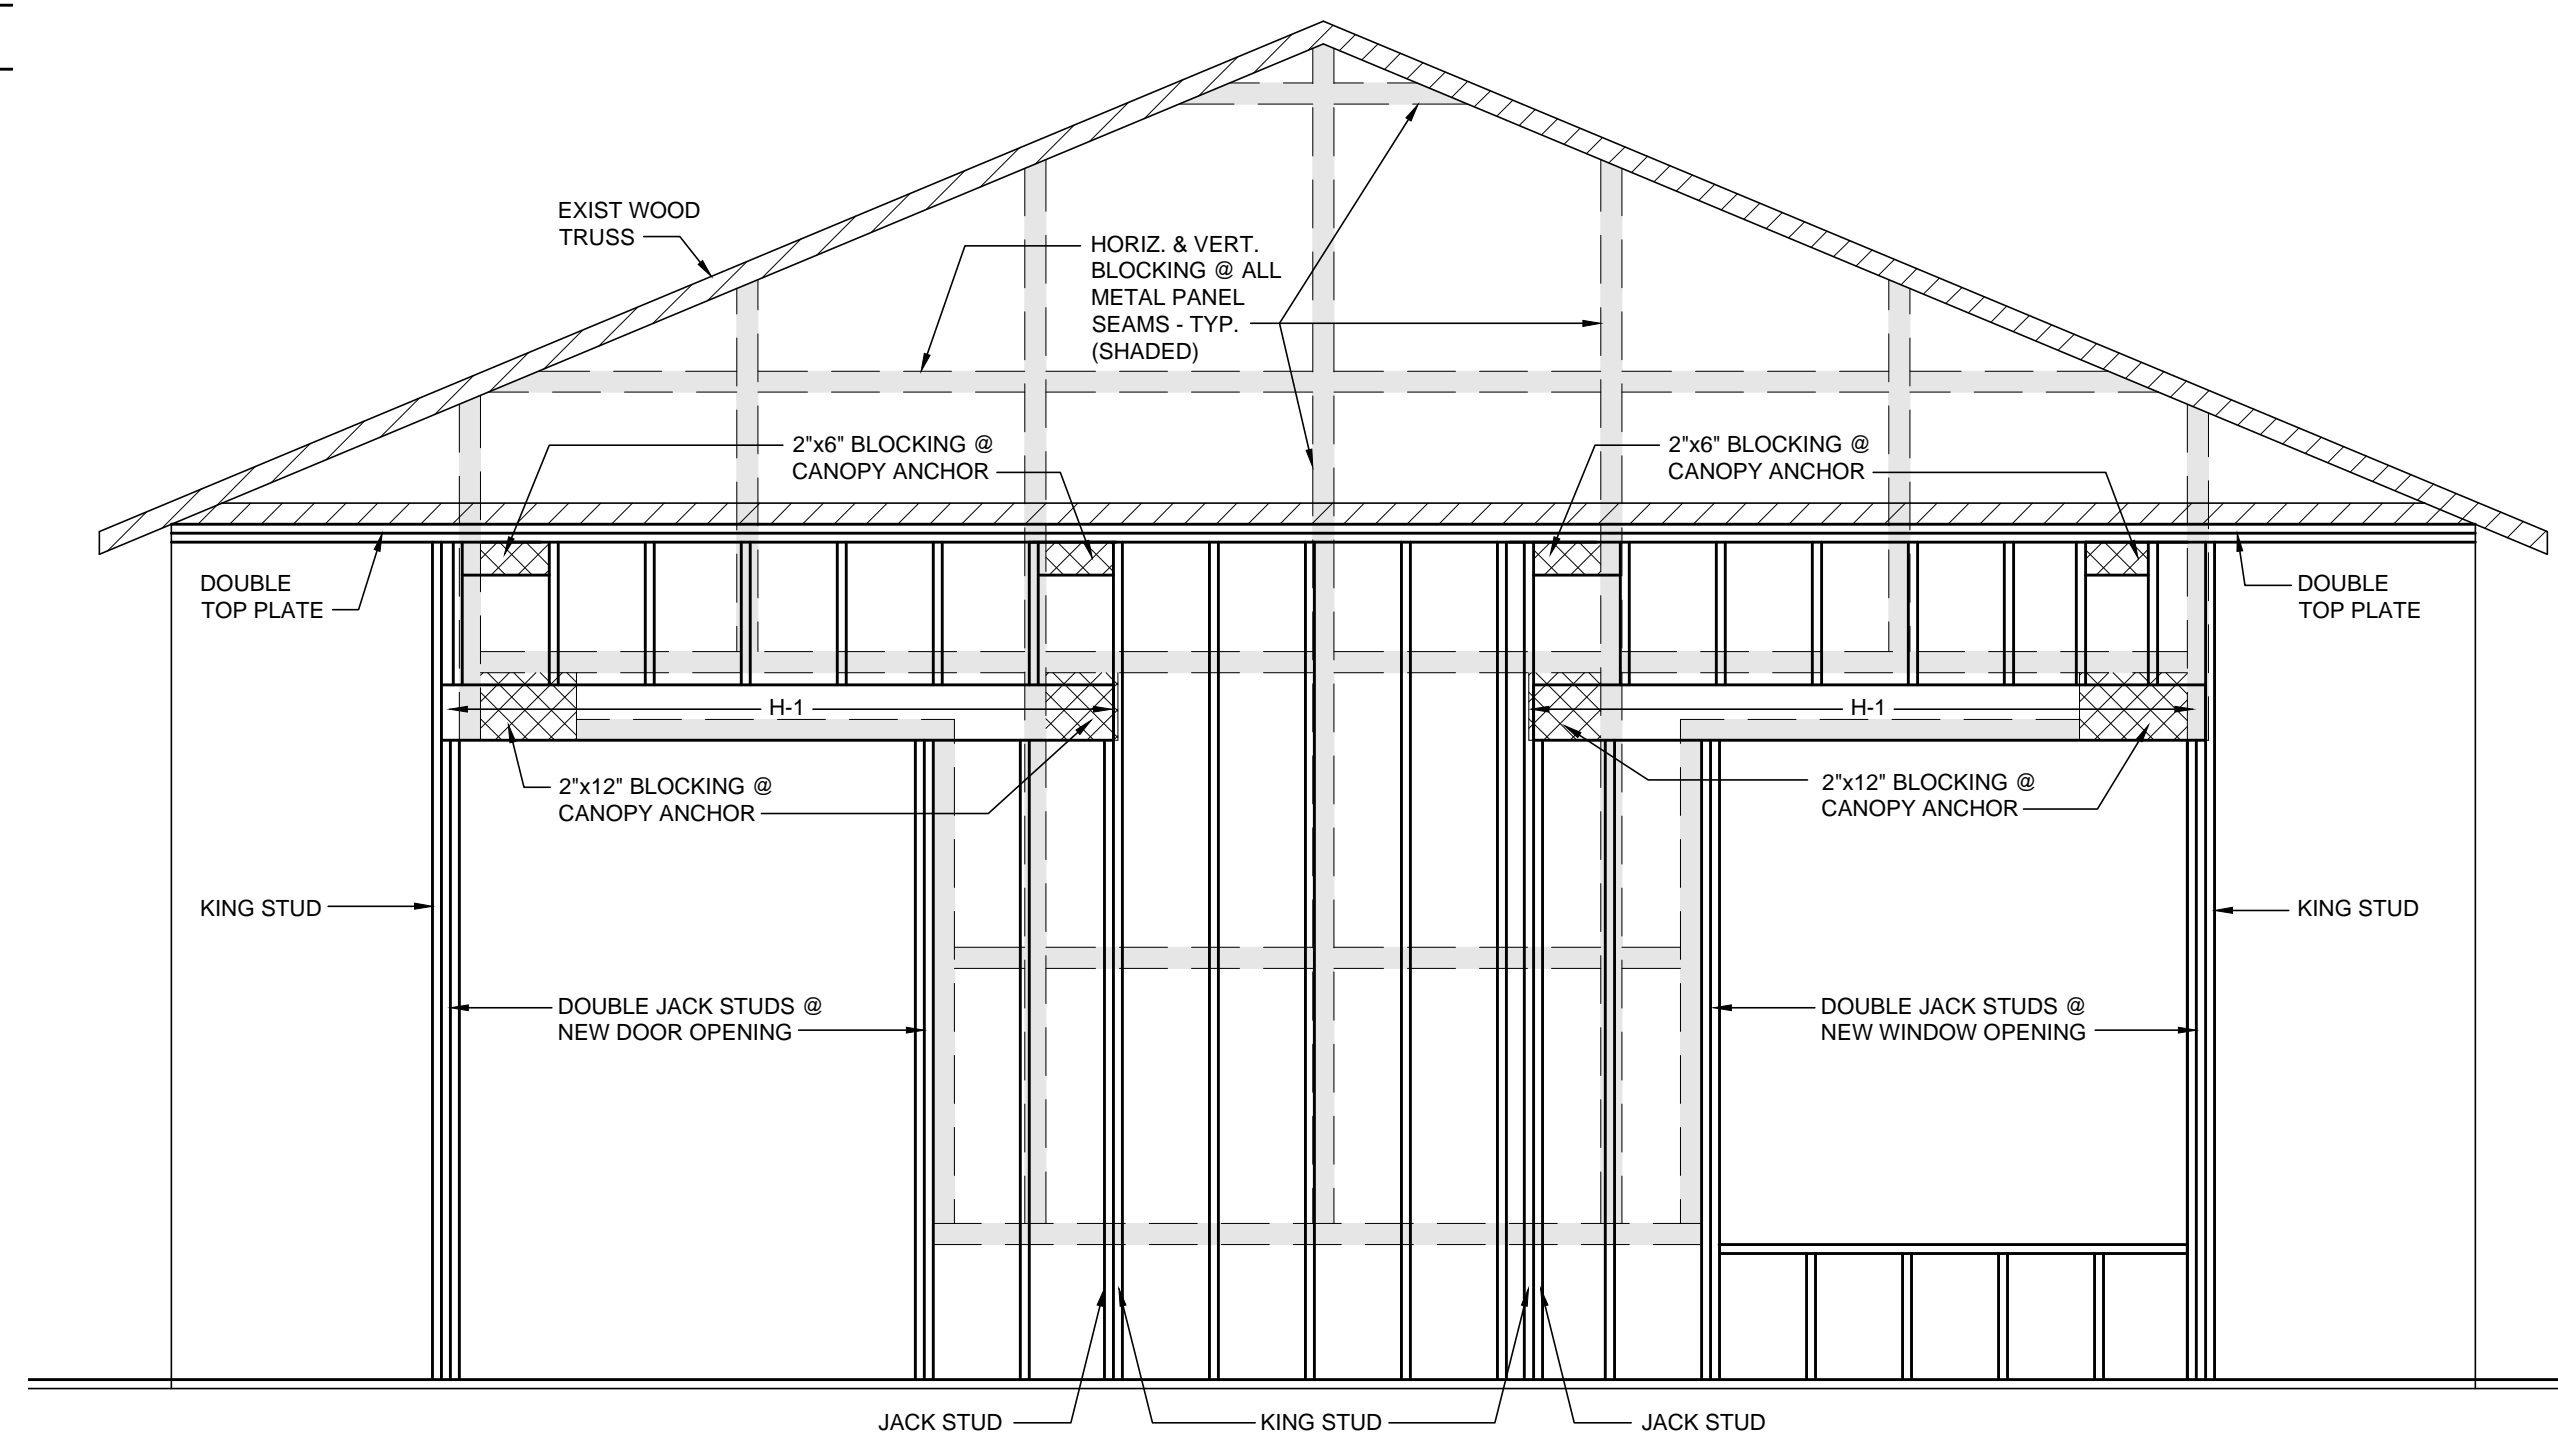 EXIST WOOD
TRUSS
HORIZ. & VERT.
BLOCKING @ ALL
METAL PANEL
SEAMS - TYP.
(SHADED)
2"x6" BLOCKING @
CANOPY ANCHOR
2"x6" BLOCKING @
CANOPY ANCHOR
DOUBLE
TOP PLATE
DOUBLE
TOP PLATE
H-1
H-1
2"x12" BLOCKING @
CANOPY ANCHOR
2"x12" BLOCKING @
CANOPY ANCHOR
KING STUD
KING STUD
DOUBLE JACK STUDS @
NEW DOOR OPENING
DOUBLE JACK STUDS @
NEW WINDOW OPENING
JACK STUD
KING STUD
JACK STUD